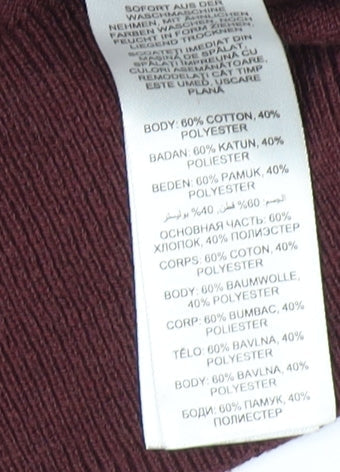 SOFORT AUS DER
WASCHMASCHINE
NEHMEN, MIT ÄHNLICHEN
FARBEN WASCHEN, NOCH
FEUCHT IN FORM ZIEHEN
LIEGEND TROCKNEN
SCOATEȚI IMEDIAT DIN
MAȘINA DE SPĂLAT,
SPĂLAȚI ÎMPREUNĂ CU
CULORI ASEMĂNĂTOARE,
REMODELAȚI CÂT TIMP
ESTE UMED, USCARE
PLANĂ
BODY: 60% COTTON, 40%
POLYESTER
BADAN: 60% KATUN, 40%
POLIESTER
BEDEN: 60% PAMUK, 40%
POLYESTER
الجسم: 60% قطن, 40% بوليستر
ОСНОВНАЯ ЧАСТЬ: 60%
ХЛОПОК, 40% ПОЛИЭСТЕР
CORPS: 60% COTON, 40%
POLYESTER
BODY: 60% BAUMWOLLE,
40% POLYESTER
CORP: 60% BUMBAC, 40%
POLIESTER
TĚLO: 60% BAVLNA, 40%
POLYESTER
BODY: 60% BAVLNA, 40%
POLYESTER
БОДИ: 60% ПАМУК, 40%
ПОЛИЕСТЕР